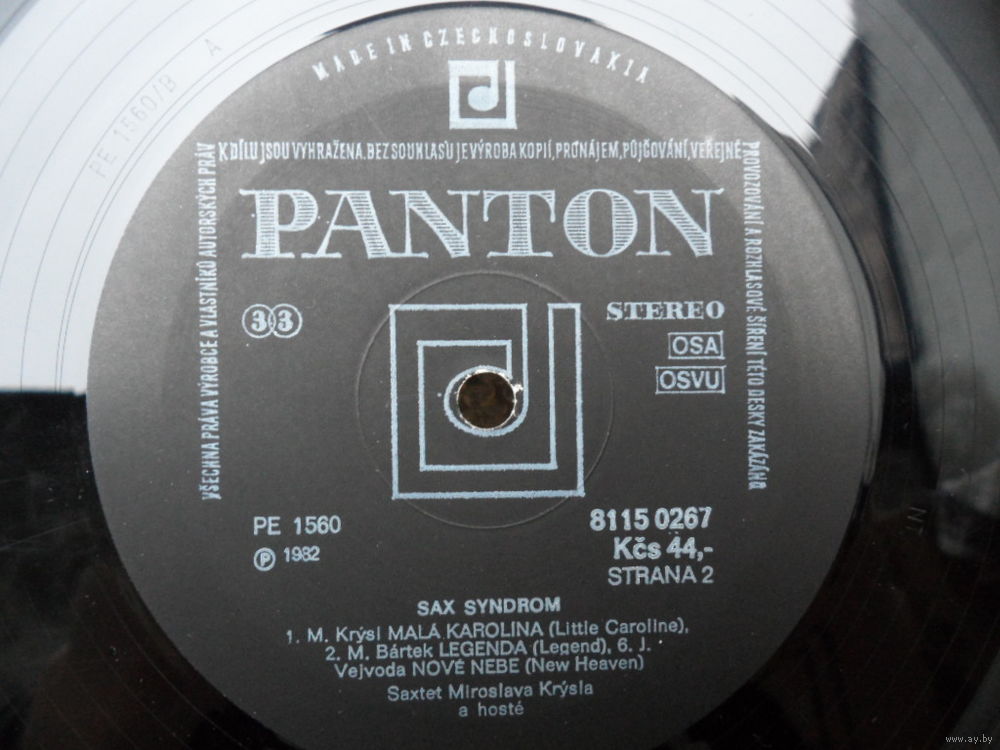 MADE IN CZECHOSLOVAKIA
VŠECHNA PRÁVA VÝROBCE A VLASTNÍKŮ AUTORSKÝCH PRÁV
K DÍLU JSOU VYHRAŽENA. BEZ SOUHLASU JE VÝROBA KOPIÍ, PRONÁJEM, PŮJČOVÁNÍ, VEŘEJNÉ
PROVOZOVÁNÍ A ROZHLASOVÉ ŠÍŘENÍ TÉTO DESKY ZAKÁZÁNO
PANTON
33
STEREO
OSA
OSVU
PE 1560
8115 0267
℗ 1982
Kčs 44,-
STRANA 2
SAX SYNDROM
1. M. Krýsl MALÁ KAROLINA (Little Caroline),
2. M. Bártek LEGENDA (Legend), 6. J.
Vejvoda NOVÉ NEBE (New Heaven)
Saxtet Miroslava Krýsla
a hosté
PE 1560/B A
www.ay.by